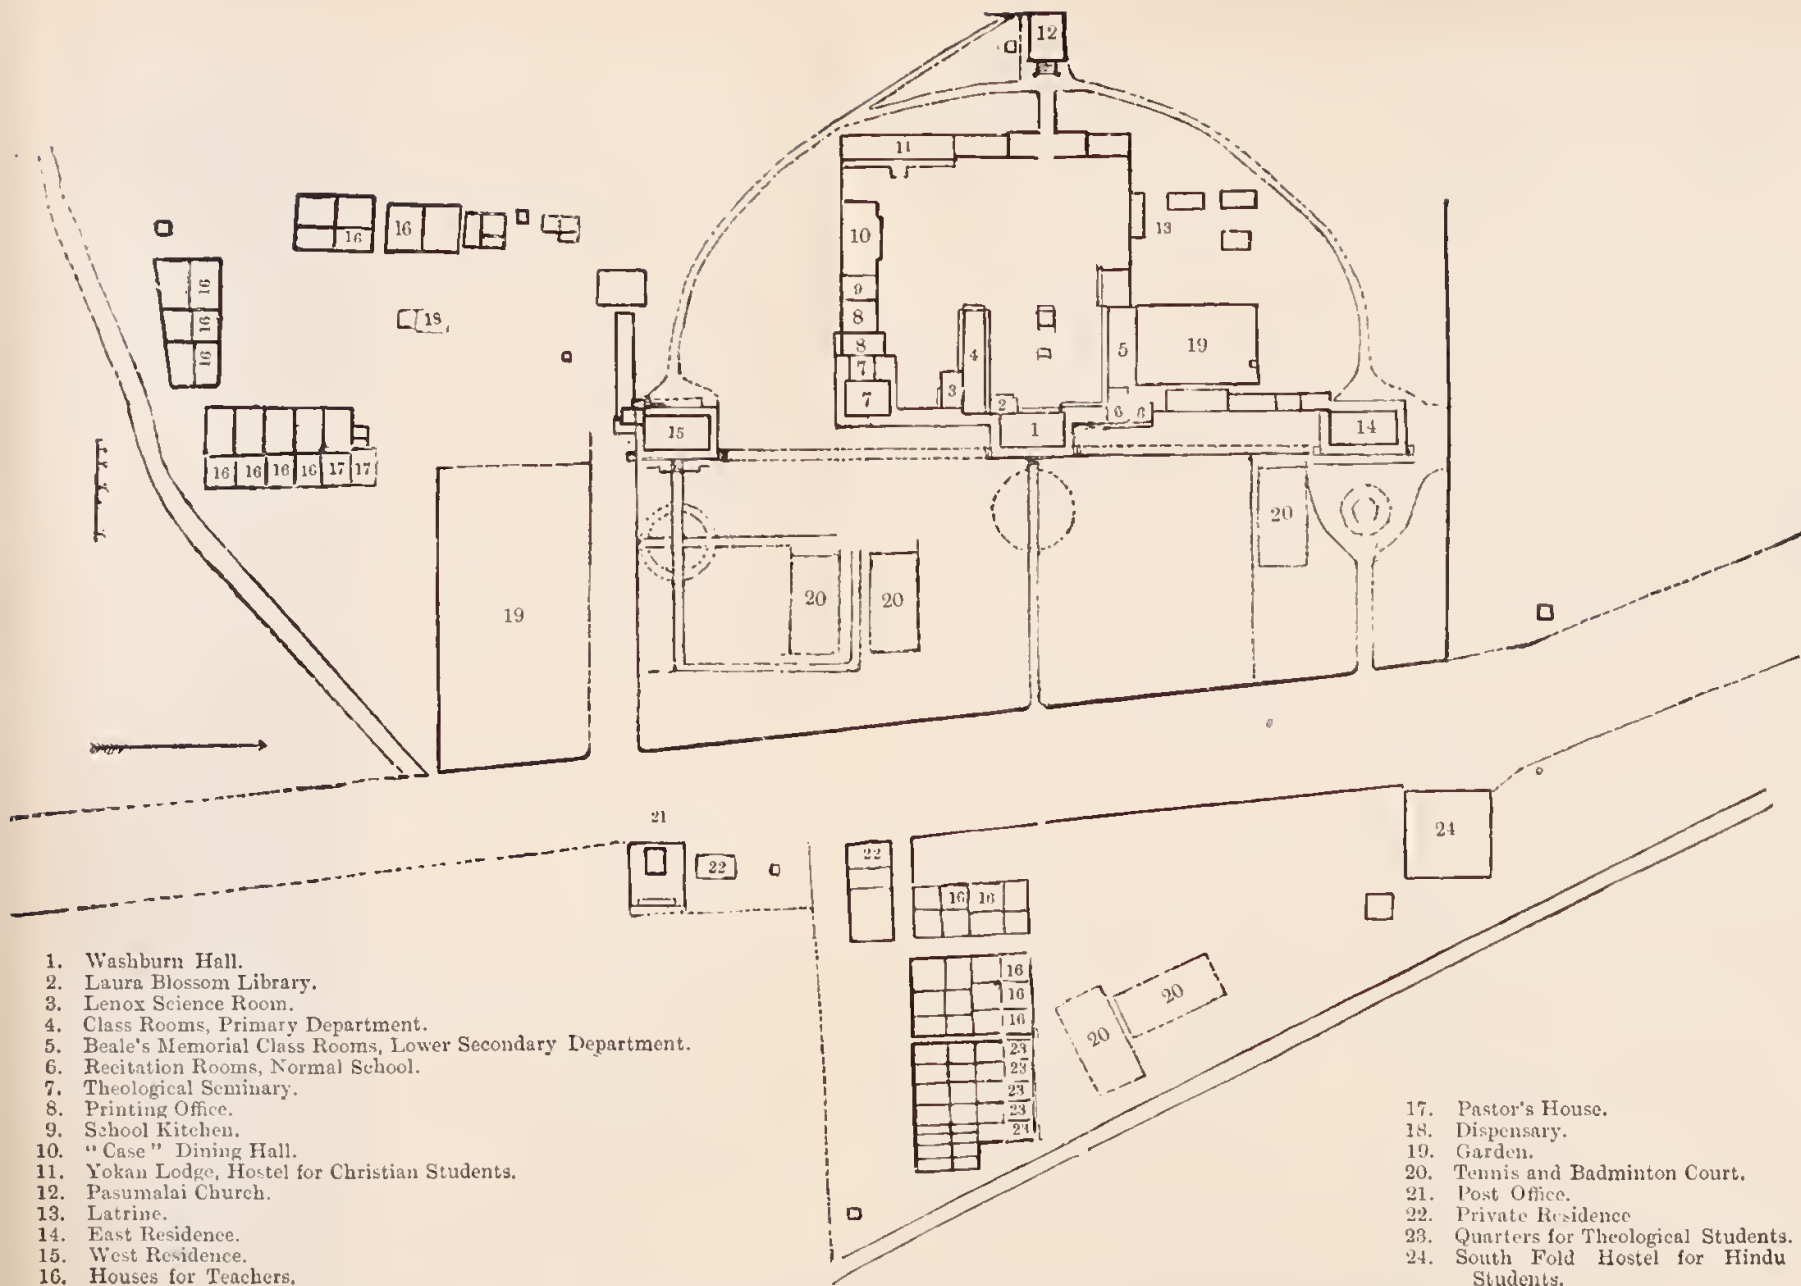 12
11
13
16
16
10
16
9
18
8
16
5
19
8
4
16
7
3
7
2
6
6
1
14
15
16
16
16
16
17
17
20
20
20
19
21
22
22
24
16
16
16
16
20
16
20
23
23
23
23
23
1. Washburn Hall.
2. Laura Blossom Library.
3. Lenox Science Room.
4. Class Rooms, Primary Department.
5. Beale's Memorial Class Rooms, Lower Secondary Department.
6. Recitation Rooms, Normal School.
7. Theological Seminary.
8. Printing Office.
9. School Kitchen.
10. "Case" Dining Hall.
11. Yokan Lodge, Hostel for Christian Students.
12. Pasumalai Church.
13. Latrine.
14. East Residence.
15. West Residence.
16. Houses for Teachers.
17. Pastor's House.
18. Dispensary.
19. Garden.
20. Tennis and Badminton Court.
21. Post Office.
22. Private Residence
23. Quarters for Theological Students.
24. South Fold Hostel for Hindu
Students.